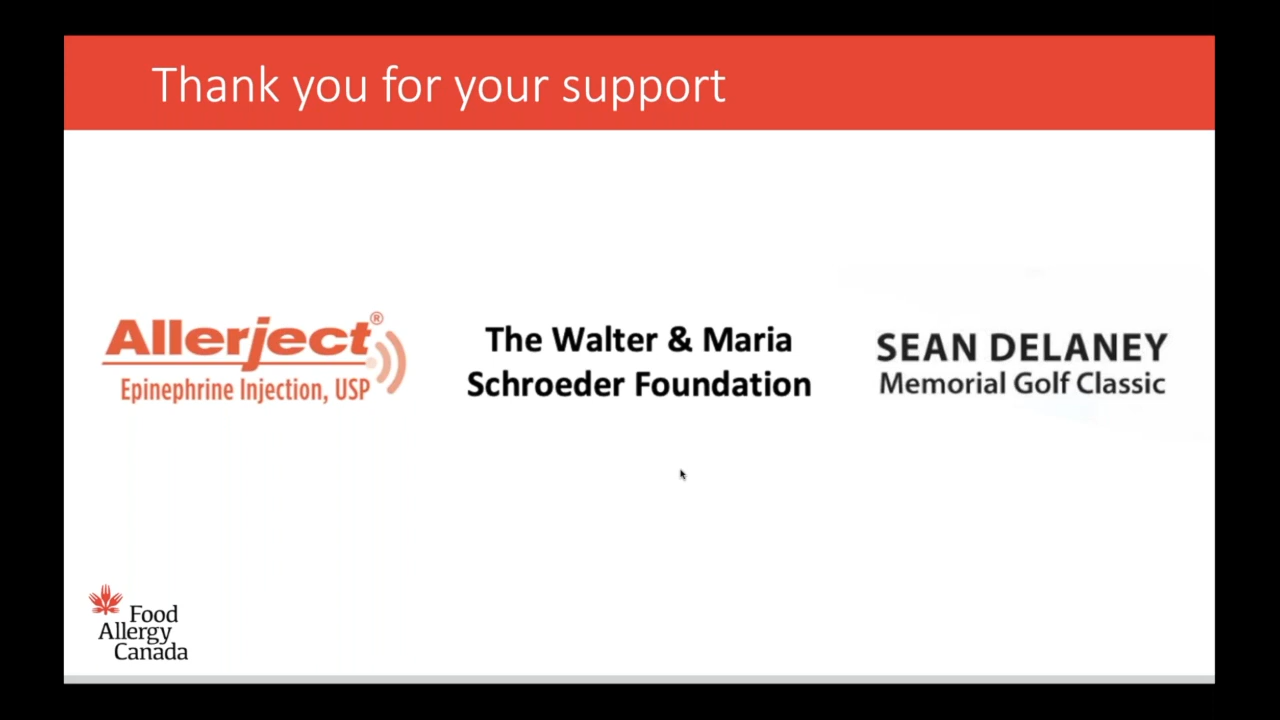 Thank you for your support
Allerject®
Epinephrine Injection, USP
The Walter & Maria
Schroeder Foundation
SEAN DELANEY
Memorial Golf Classic
Food
Allergy
Canada